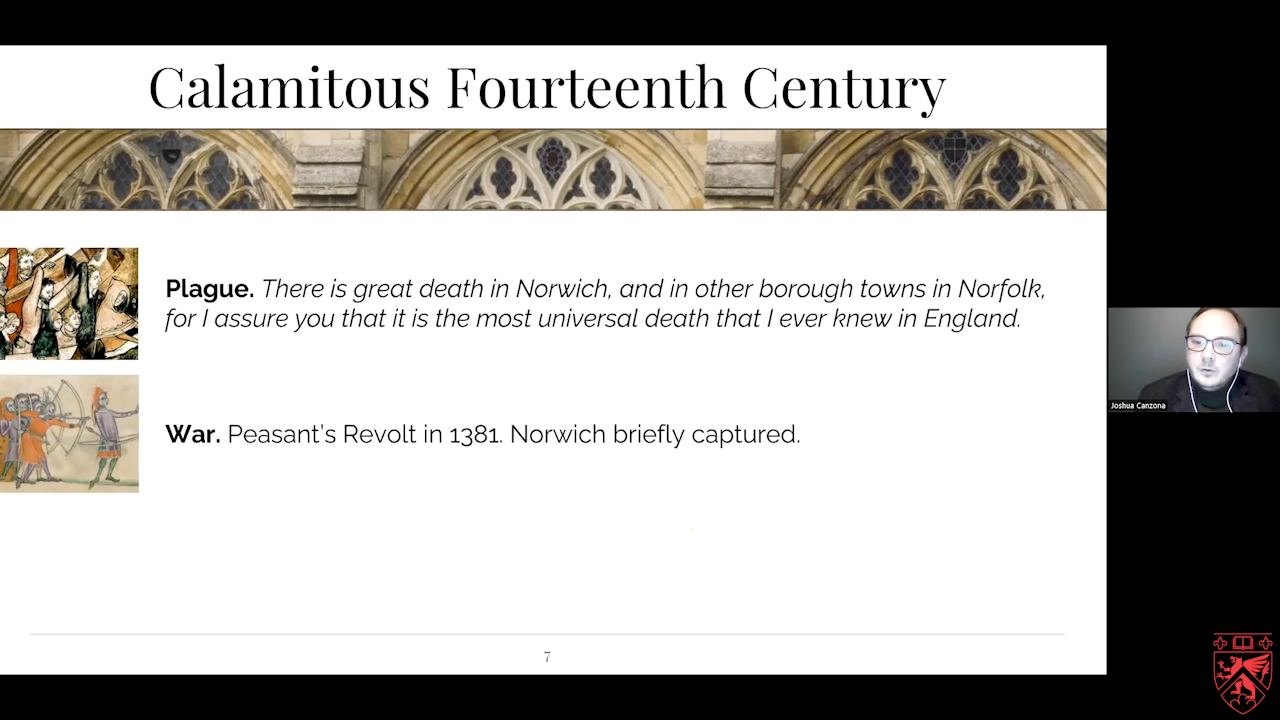 Calamitous Fourteenth Century
Plague. There is great death in Norwich, and in other borough towns in Norfolk,
for I assure you that it is the most universal death that I ever knew in England.
War. Peasant's Revolt in 1381. Norwich briefly captured.
7
Joshua Canzona